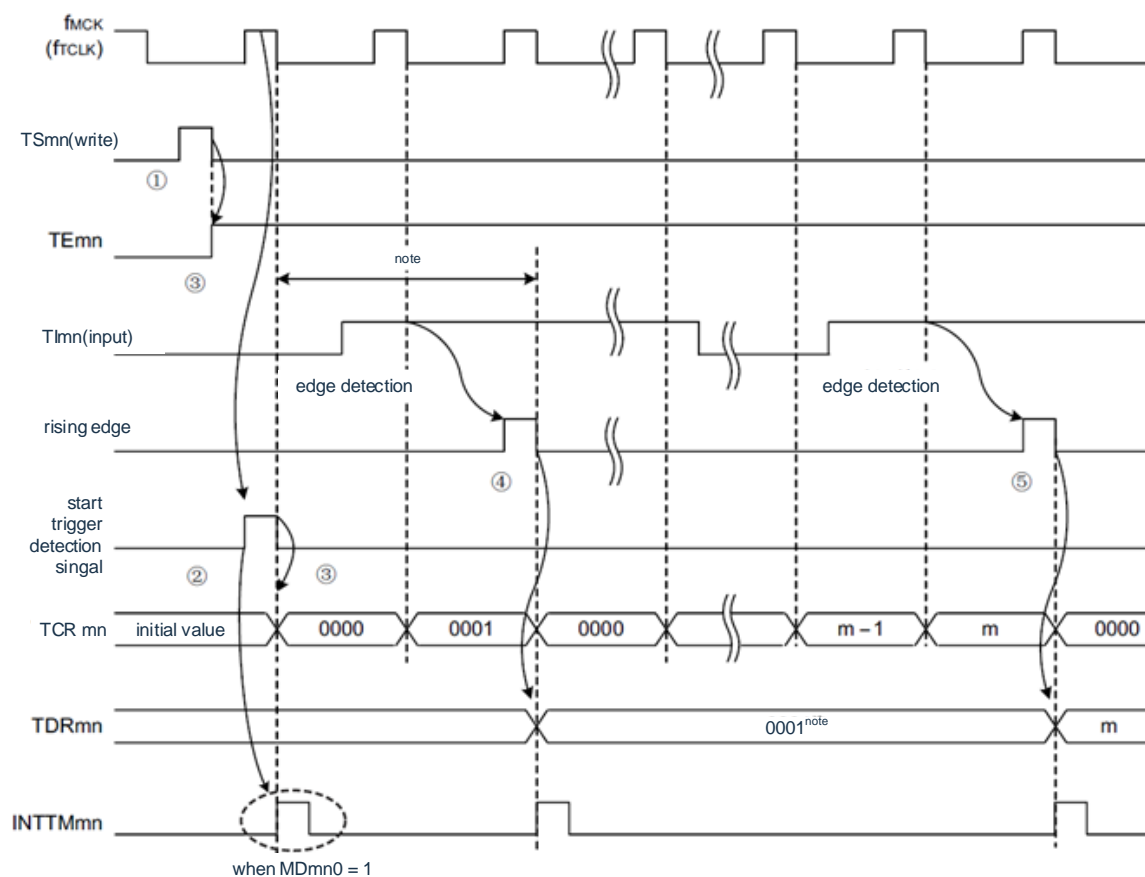 fMCK
(fTCLK)
TSmn(write)
①
TEmn
③
note
TImn(input)
edge detection
edge detection
rising edge
④
⑤
start
trigger
detection
singal
②
③
TCR mn
initial value
0000
0001
0000
m – 1
m
0000
TDRmn
0001note
m
INTTMmn
when MDmn0 = 1